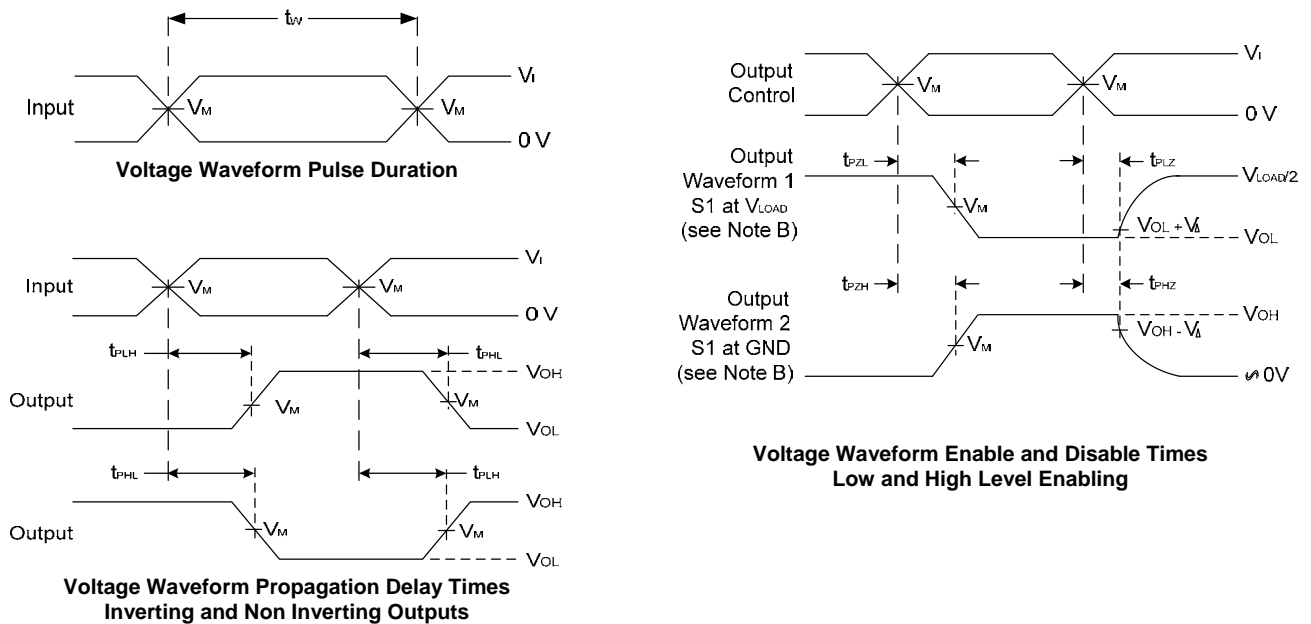 tW
VI
Input
VM
VM
0 V
Voltage Waveform Pulse Duration
VI
Input
VM
VM
0 V
tPLH
tPHL
VOH
Output
VM
VM
VOL
tPHL
tPLH
VOH
Output
VM
VM
VOL
Voltage Waveform Propagation Delay Times
Inverting and Non Inverting Outputs
VI
Output
Control
VM
VM
0 V
Output
Waveform 1
S1 at VLOAD
(see Note B)
tPZL
tPLZ
VLOAD/2
VM
VOL + VΔ
VOL
Output
Waveform 2
S1 at GND
(see Note B)
tPZH
tPHZ
VOH
VM
VOH - VΔ
∽0V
Voltage Waveform Enable and Disable Times
Low and High Level Enabling